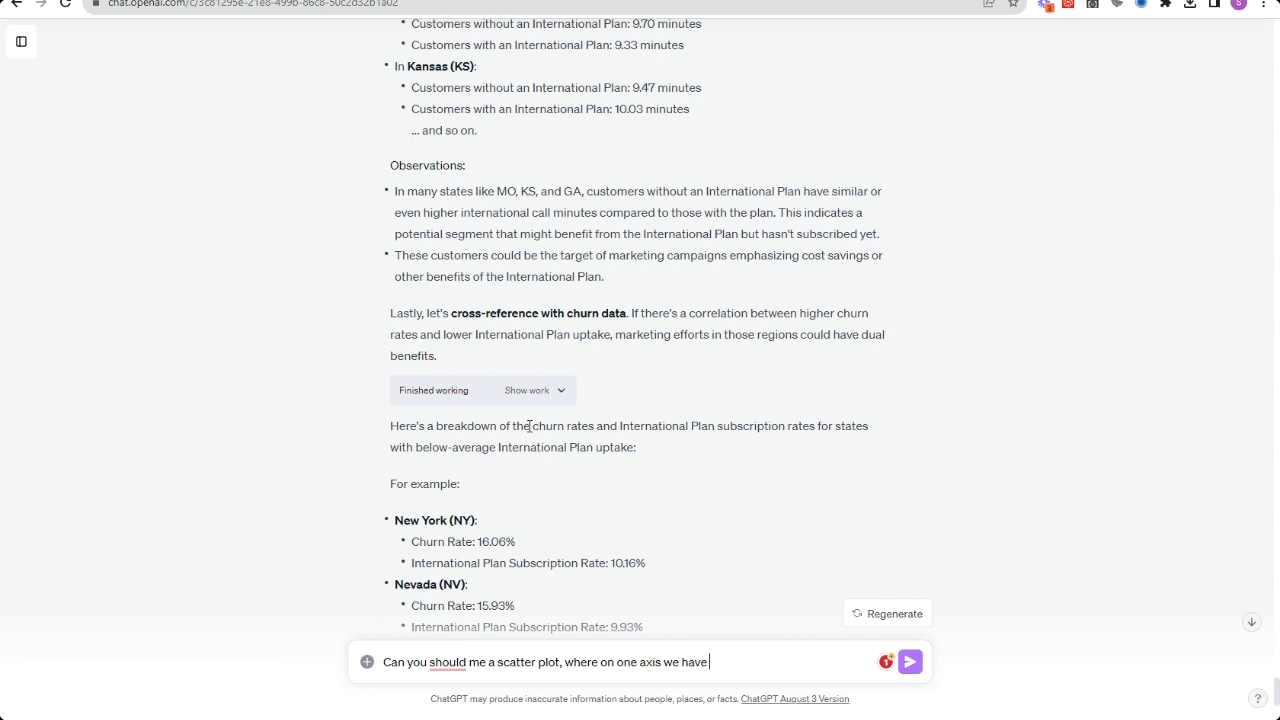 chat.openai.com/c/3c81295e-21e8-499b-86c8-50c2d32b1a02
Customers without an International Plan: 9.70 minutes
Customers with an International Plan: 9.33 minutes
In Kansas (KS):
Customers without an International Plan: 9.47 minutes
Customers with an International Plan: 10.03 minutes
... and so on.
Observations:
In many states like MO, KS, and GA, customers without an International Plan have similar or
even higher international call minutes compared to those with the plan. This indicates a
potential segment that might benefit from the International Plan but hasn't subscribed yet.
These customers could be the target of marketing campaigns emphasizing cost savings or
other benefits of the International Plan.
Lastly, let's cross-reference with churn data. If there's a correlation between higher churn
rates and lower International Plan uptake, marketing efforts in those regions could have dual
benefits.
Finished working Show work
Here's a breakdown of the churn rates and International Plan subscription rates for states
with below-average International Plan uptake:
For example:
New York (NY):
Churn Rate: 16.06%
International Plan Subscription Rate: 10.16%
Nevada (NV):
Churn Rate: 15.93%
International Plan Subscription Rate: 9.93%
Regenerate
Can you should me a scatter plot, where on one axis we have
1
ChatGPT may produce inaccurate information about people, places, or facts. ChatGPT August 3 Version
?